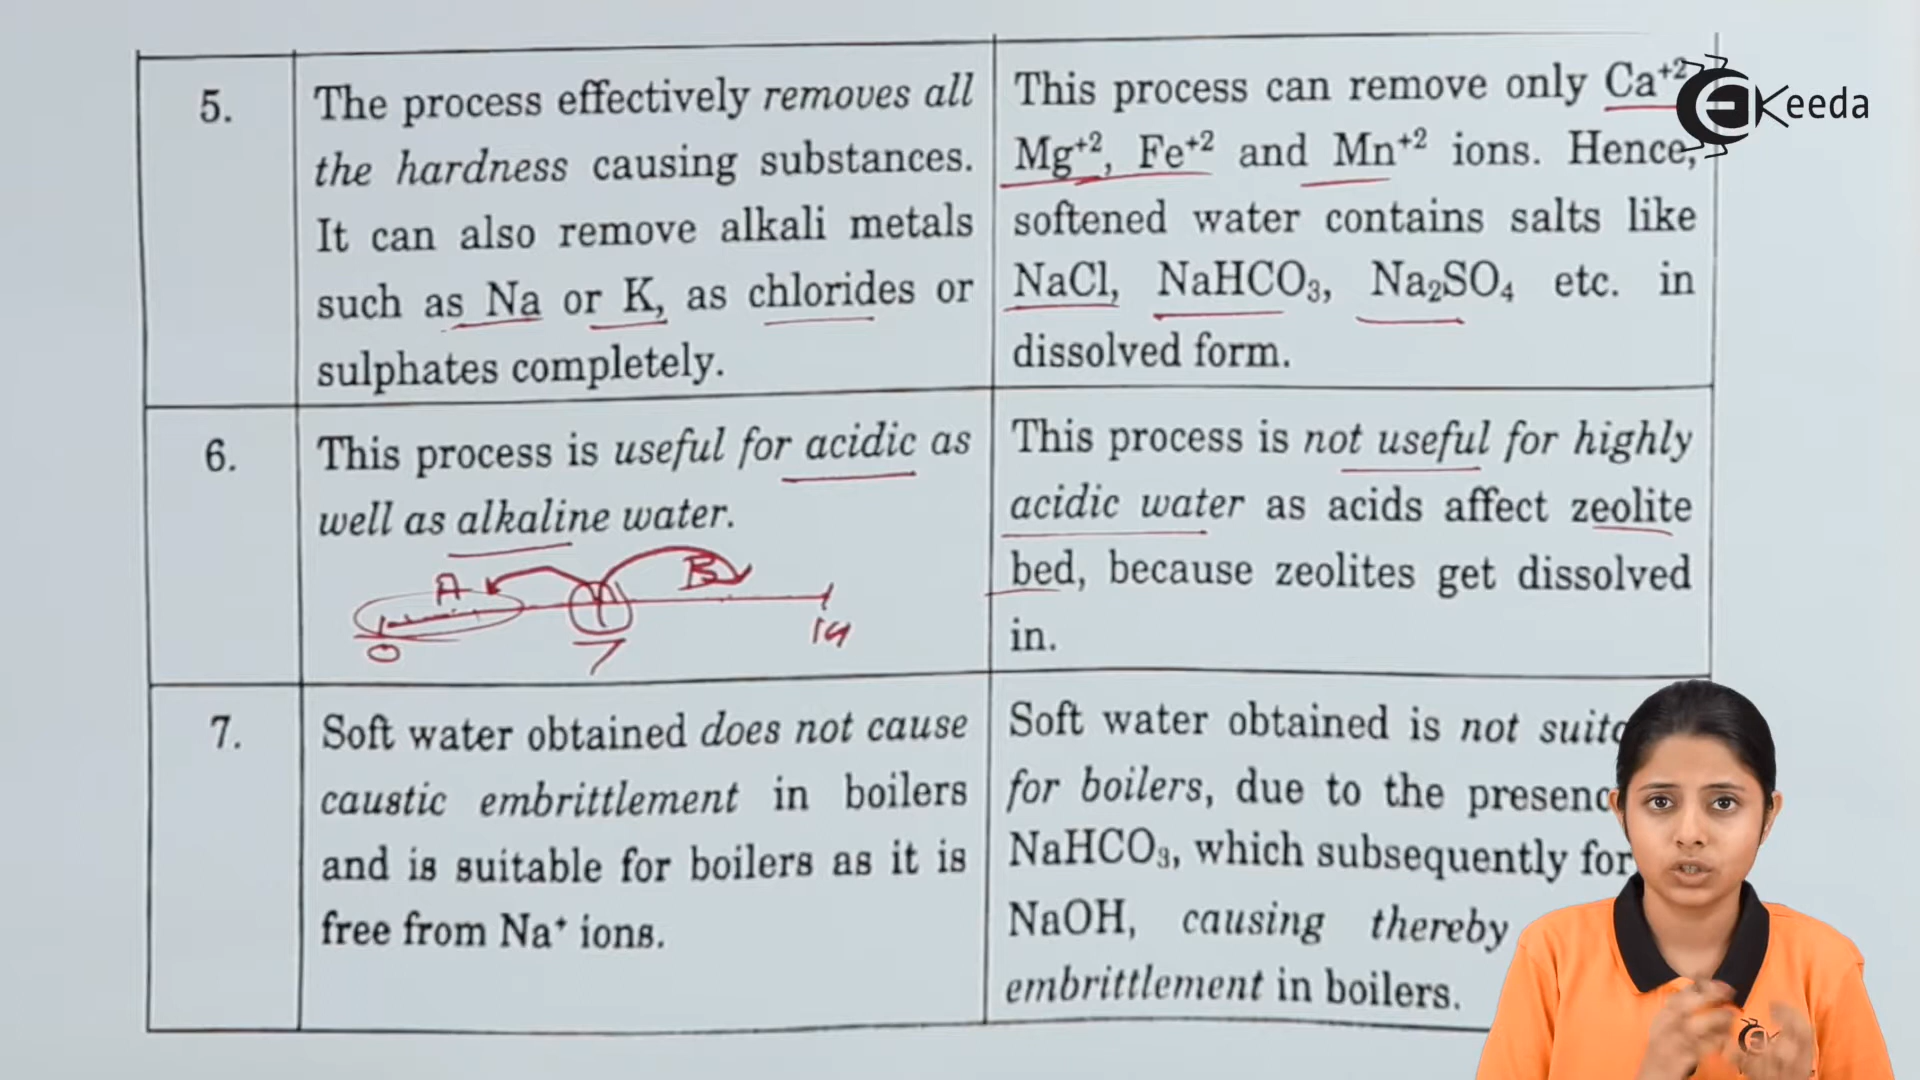 5.
The process effectively removes all
the hardness causing substances.
It can also remove alkali metals
such as Na or K, as chlorides or
sulphates completely.
This process can remove only Ca⁺²
Mg⁺², Fe⁺² and Mn⁺² ions. Hence,
softened water contains salts like
NaCl, NaHCO₃, Na₂SO₄ etc. in
dissolved form.
Keeda
6.
This process is useful for acidic as
well as alkaline water.
A B
0 7 14
This process is not useful for highly
acidic water as acids affect zeolite
bed, because zeolites get dissolved
in.
7.
Soft water obtained does not cause
caustic embrittlement in boilers
and is suitable for boilers as it is
free from Na⁺ ions.
Soft water obtained is not
for boilers, due to the
NaHCO₃, which subsequently
NaOH, causing thereby
embrittlement in boilers.